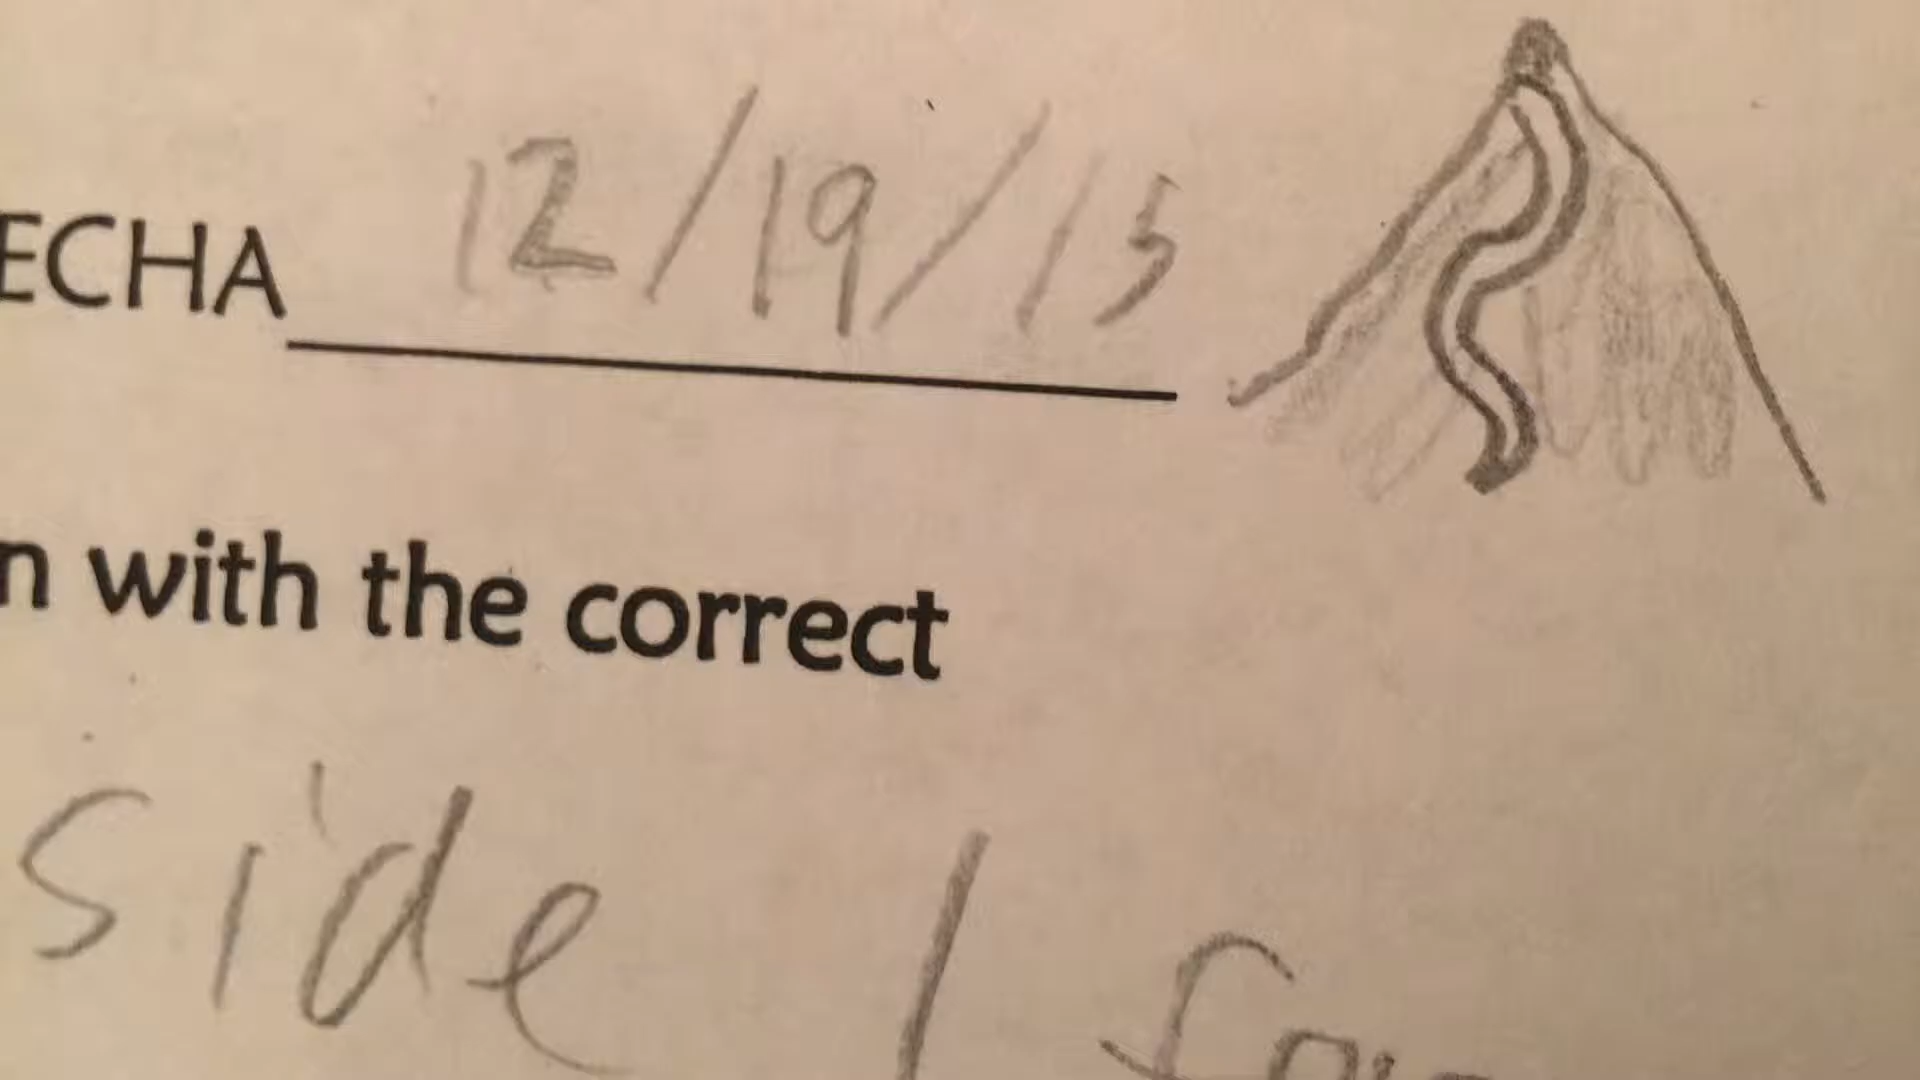 ECHA 12/19/15
n with the correct
side /